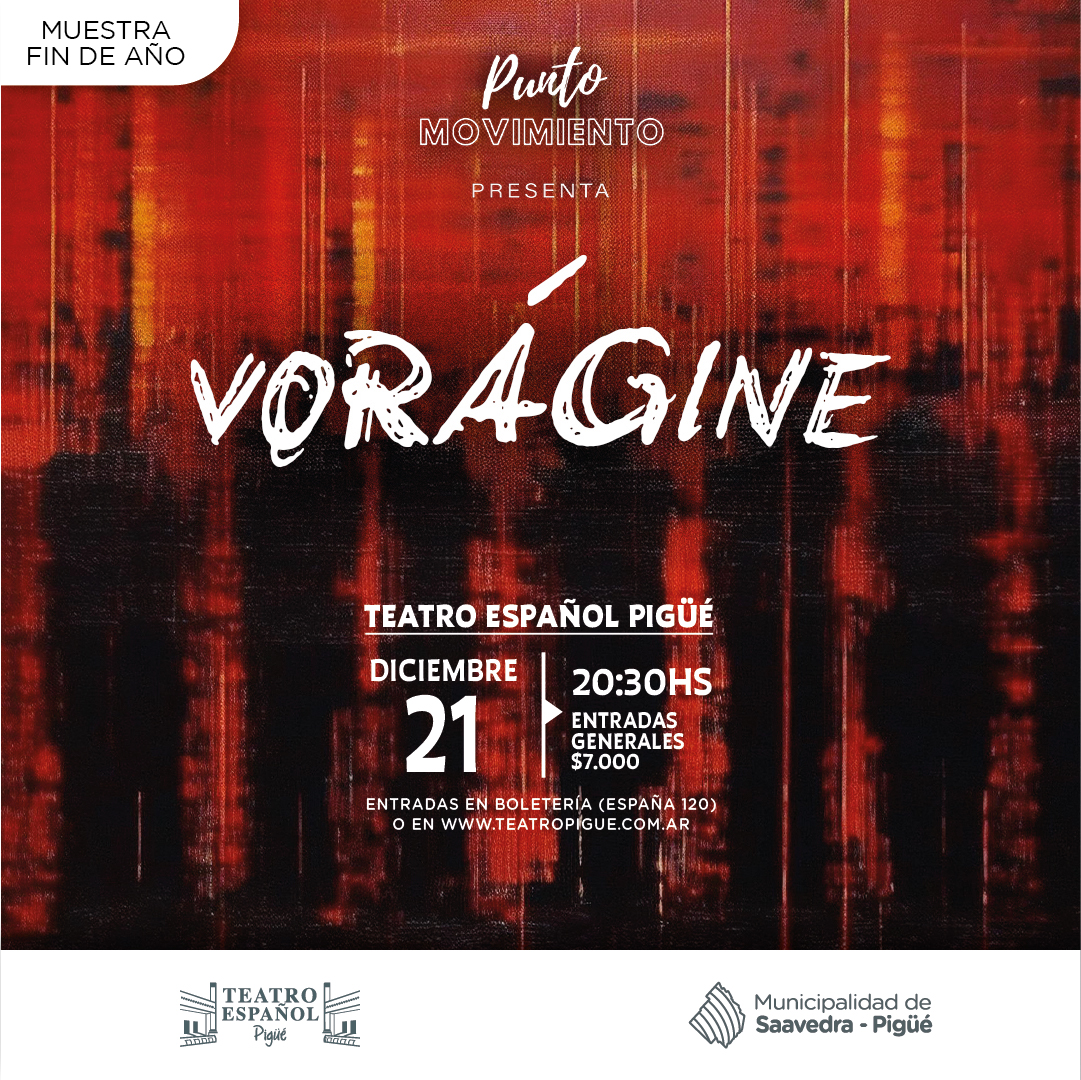 MUESTRA
FIN DE AÑO
Punto
MOVIMIENTO
PRESENTA
VORÁGINE
TEATRO ESPAÑOL PIGÜÉ
DICIEMBRE
21
20:30HS
ENTRADAS
GENERALES
$7.000
ENTRADAS EN BOLETERÍA (ESPAÑA 120)
O EN WWW.TEATROPIGUE.COM.AR
TEATRO
ESPAÑOL
Pigüé
Municipalidad de
Saavedra - Pigüé